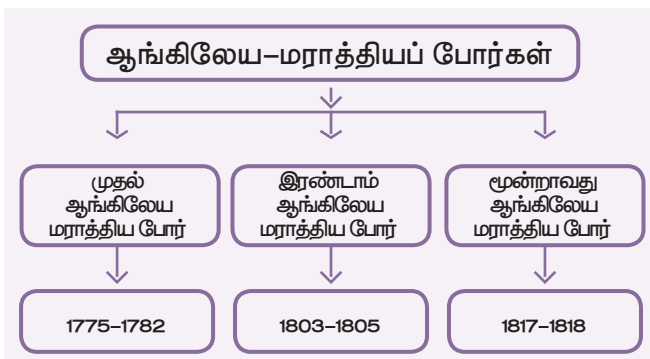 ஆங்கிலேய–மராத்தியப் போர்கள்
முதல்
ஆங்கிலேய
மராத்திய போர்
இரண்டாம்
ஆங்கிலேய
மராத்திய போர்
மூன்றாவது
ஆங்கிலேய
மராத்திய போர்
1775–1782
1803–1805
1817–1818